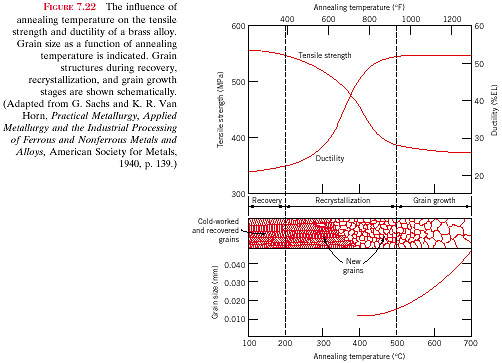 FIGURE 7.22 The influence of
annealing temperature on the tensile
strength and ductility of a brass alloy.
Grain size as a function of annealing
temperature is indicated. Grain
structures during recovery,
recrystallization, and grain growth
stages are shown schematically.
(Adapted from G. Sachs and K. R. Van
Horn, Practical Metallurgy, Applied
Metallurgy and the Industrial Processing
of Ferrous and Nonferrous Metals and
Alloys, American Society for Metals,
1940, p. 139.)
Annealing temperature (°F)
400 600 800 1000 1200
600
500
400
300
Tensile strength (MPa)
60
50
40
30
20
Ductility (%EL)
Tensile strength
Ductility
Recovery Recrystallization Grain growth
Cold-worked
and recovered
grains
New
grains
0.040
0.030
0.020
0.010
Grain size (mm)
100 200 300 400 500 600 700
Annealing temperature (°C)